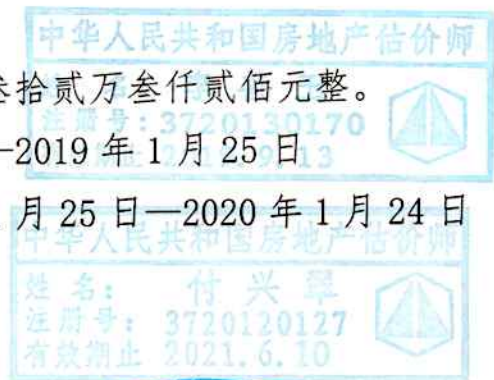 中华人民共和国房地产估价师
叁拾贰万叁仟贰佰元整。
注册号：3720130170
—2019 年 1 月 25 日
月 25 日—2020 年 1 月 24 日
中华人民共和国房地产估价师
姓名： 付兴翠
注册号： 3720120127
有效期止 2021.6.10